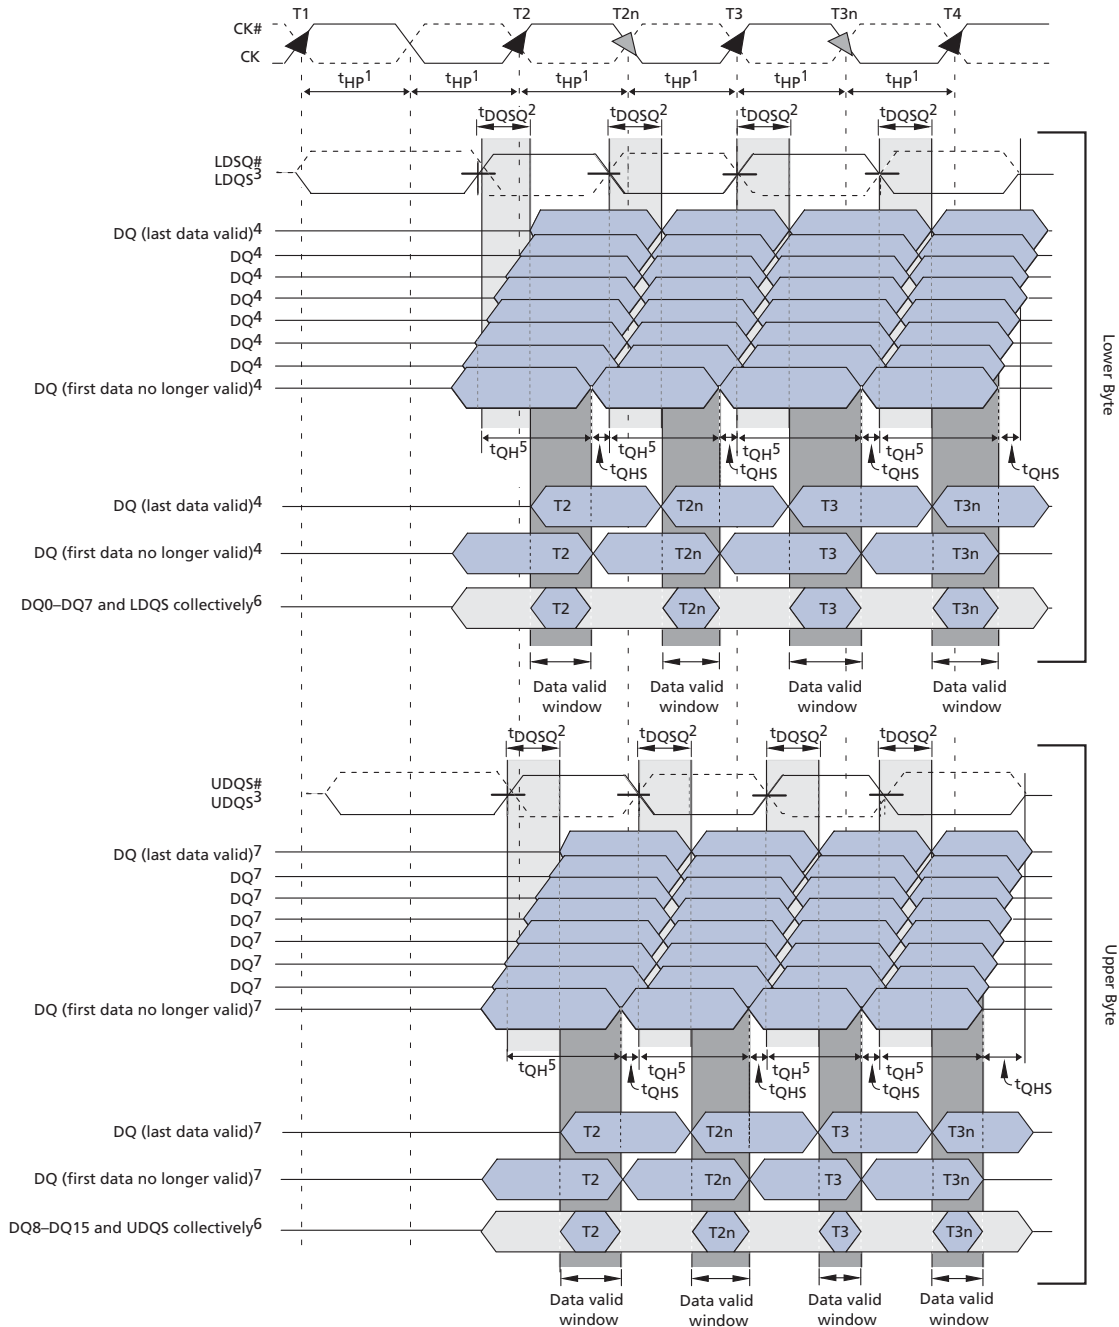 T1 T2 T2n T3 T3n T4
CK#
CK
tHP1 tHP1 tHP1 tHP1 tHP1 tHP1
tDQSQ2 tDQSQ2 tDQSQ2 tDQSQ2
LDSQ#
LDQS3
DQ (last data valid)4
DQ4
DQ4
DQ4
DQ4
DQ4
DQ4
DQ (first data no longer valid)4
Lower Byte
tQH5 tQH5 tQH5 tQH5
tQHS tQHS tQHS tQHS
DQ (last data valid)4 T2 T2n T3 T3n
DQ (first data no longer valid)4 T2 T2n T3 T3n
DQ0–DQ7 and LDQS collectively6 T2 T2n T3 T3n
Data valid window Data valid window Data valid window Data valid window
tDQSQ2 tDQSQ2 tDQSQ2 tDQSQ2
UDQS#
UDQS3
DQ (last data valid)7
DQ7
DQ7
DQ7
DQ7
DQ7
DQ7
DQ (first data no longer valid)7
Upper Byte
tQH5 tQH5 tQH5 tQH5
tQHS tQHS tQHS tQHS
DQ (last data valid)7 T2 T2n T3 T3n
DQ (first data no longer valid)7 T2 T2n T3 T3n
DQ8–DQ15 and UDQS collectively6 T2 T2n T3 T3n
Data valid window Data valid window Data valid window Data valid window